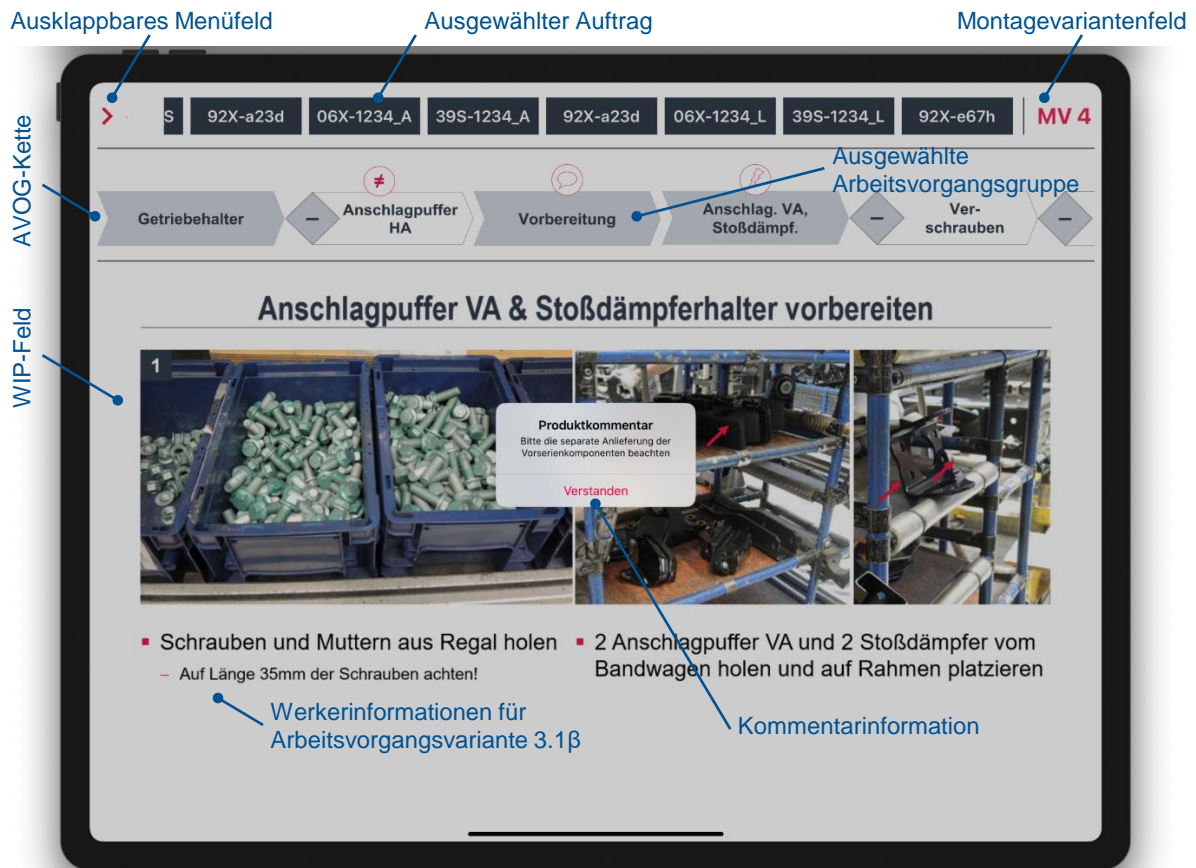 Ausklappbares Menüfeld
Ausgewählter Auftrag
Montagevariantenfeld
S
92X-a23d
06X-1234_A
39S-1234_A
92X-a23d
06X-1234_L
39S-1234_L
92X-e67h
MV 4
AVOG-Kette
Ausgewählte
Arbeitsvorgangsgruppe
≠
Getriebehalter
–
Anschlagpuffer
HA
Vorbereitung
Anschlag. VA,
Stoßdämpf.
–
Ver-
schrauben
–
WIP-Feld
Anschlagpuffer VA & Stoßdämpferhalter vorbereiten
1
Produktkommentar
Bitte die separate Anlieferung der
Vorserienkomponenten beachten
Verstanden
▪ Schrauben und Muttern aus Regal holen
– Auf Länge 35mm der Schrauben achten!
▪ 2 Anschlagpuffer VA und 2 Stoßdämpfer vom
Bandwagen holen und auf Rahmen platzieren
Werkerinformationen für
Arbeitsvorgangsvariante 3.1β
Kommentarinformation